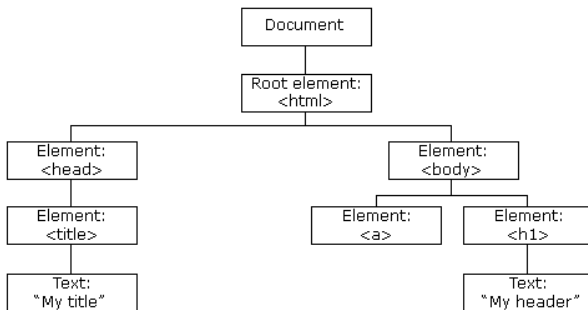 Document
Root element:
<html>
Element:
<head>
Element:
<body>
Element:
<title>
Element:
<a>
Element:
<h1>
Text:
“My title”
Text:
“My header”